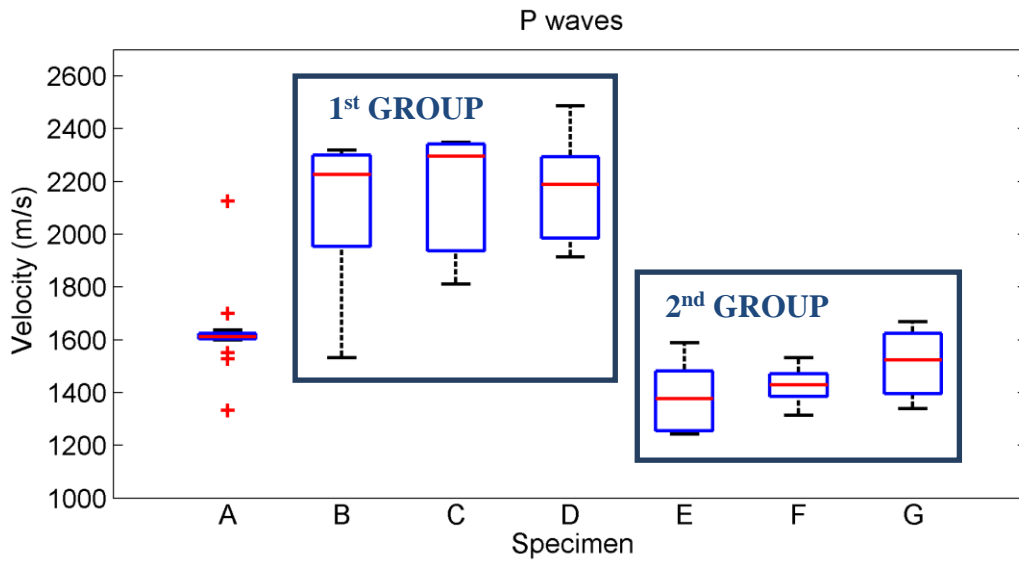 P waves
Velocity (m/s)
2600
2400
2200
2000
1800
1600
1400
1200
1000
1st GROUP
2nd GROUP
A B C D E F G
Specimen